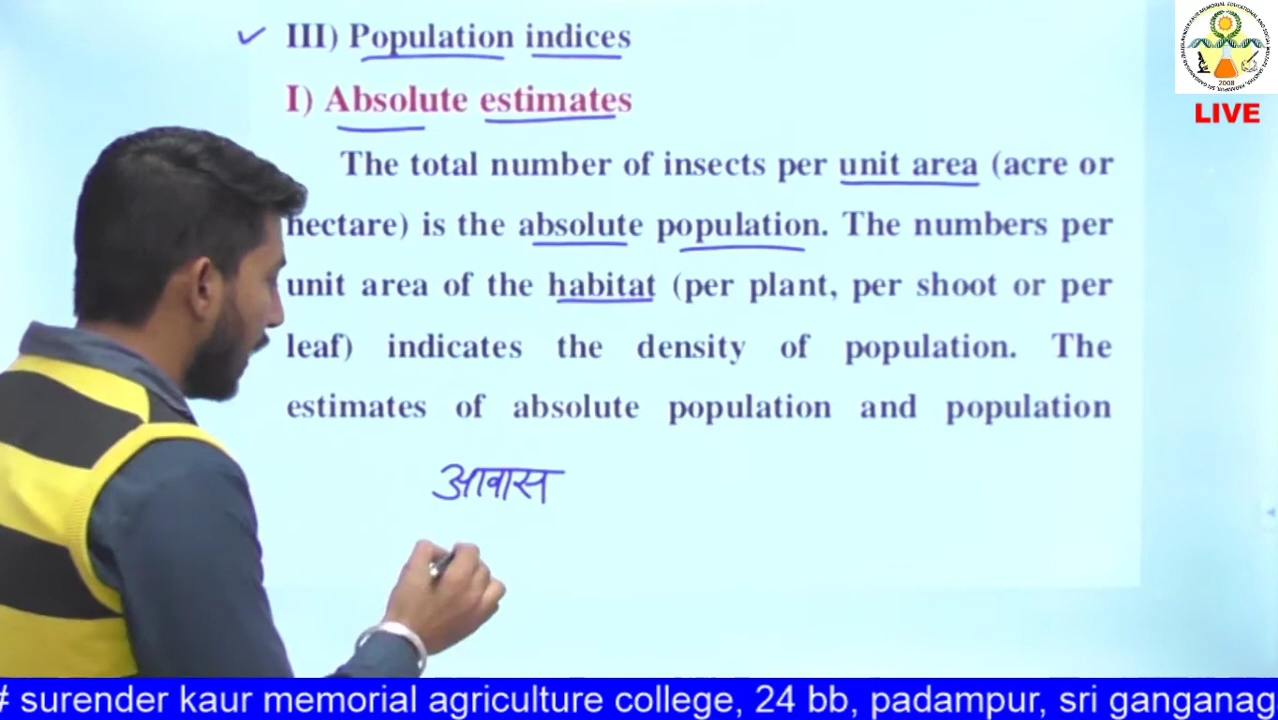 III) Population indices
I) Absolute estimates
The total number of insects per unit area (acre or
hectare) is the absolute population. The numbers per
unit area of the habitat (per plant, per shoot or per
leaf) indicates the density of population. The
estimates of absolute population and population
आवास
2008
LIVE
# surender kaur memorial agriculture college, 24 bb, padampur, sri ganganag